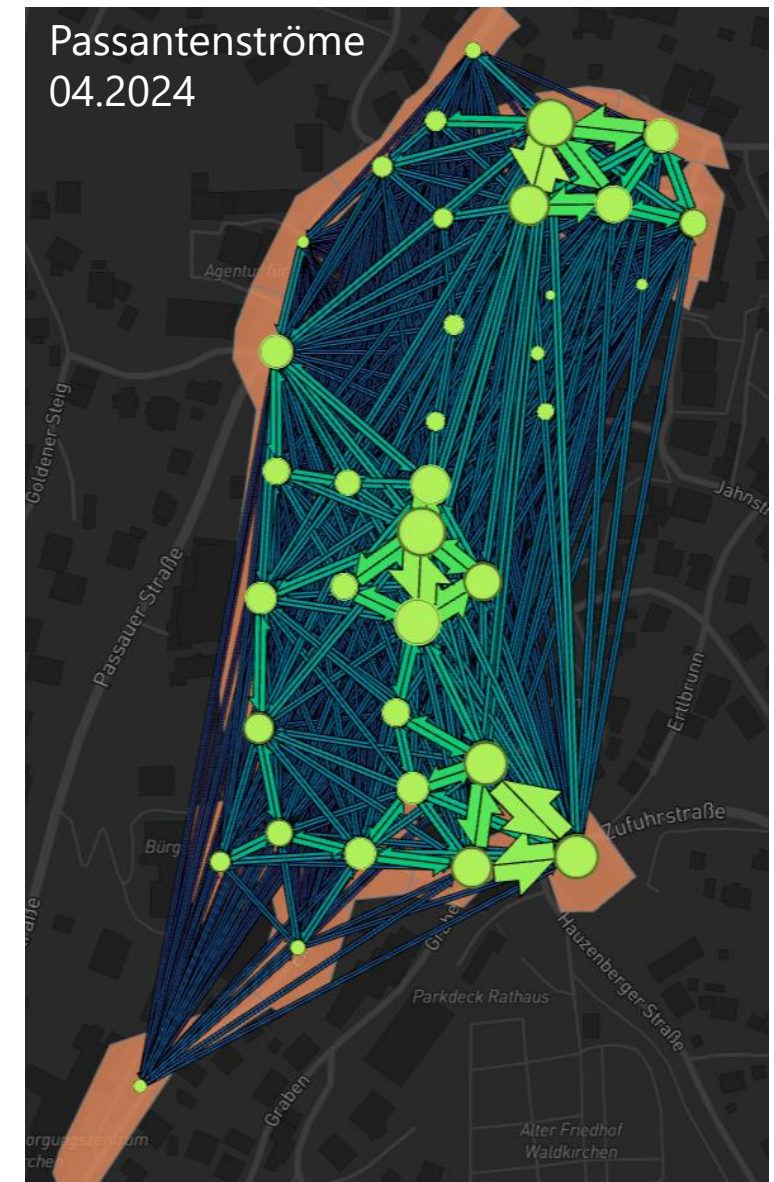 Passantenströme
04.2024
Agentur für
Goldener Steig
Passauer Straße
Jahnstr
Ertlbrunn
Zufuhrstraße
Bürg
Hauzenberger-Straße
Parkdeck Rathaus
Graben
Alter Friedhof
Waldkirchen